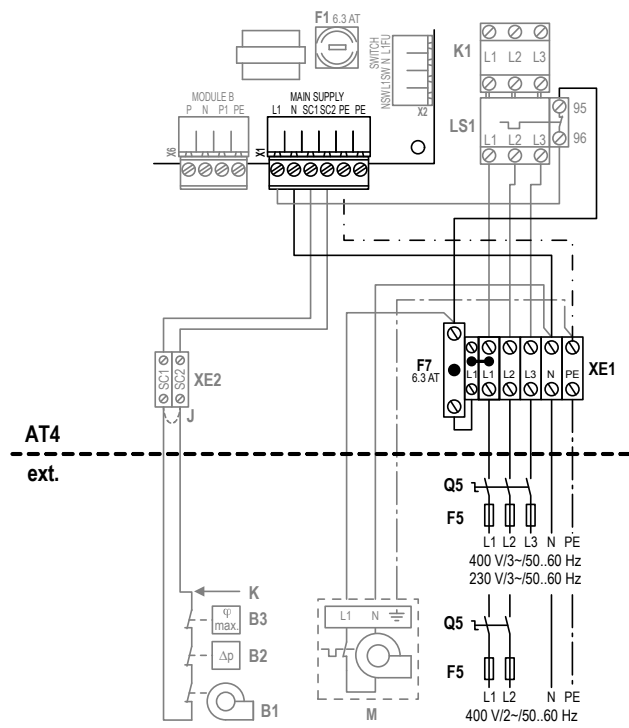 F1 6.3 AT
SWITCH
NSW L1SW N L1FU
X2
K1
L1 L2 L3
MODULE B
P N P1 PE
X6
MAIN SUPPLY
L1 N SC1 SC2 PE PE
X1
LS1
L1 L2 L3
95
96
SC1 SC2
XE2
J
F7
6.3 AT
L1 L1 L2 L3 N PE
XE1
AT4
ext.
Q5
F5
L1 L2 L3 N PE
400 V/3~/50..60 Hz
230 V/3~/50..60 Hz
K
φ
max.
B3
Δp
B2
B1
L1 N
M
Q5
F5
L1 L2 N PE
400 V/2~/50..60 Hz